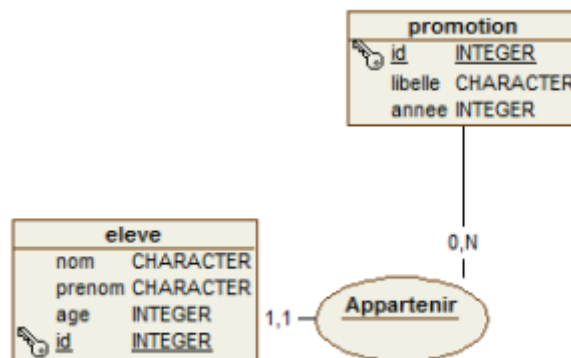 promotion
id INTEGER
libelle CHARACTER
annee INTEGER
0,N
eleve
nom CHARACTER
prenom CHARACTER
age INTEGER
id INTEGER
1,1
Appartenir